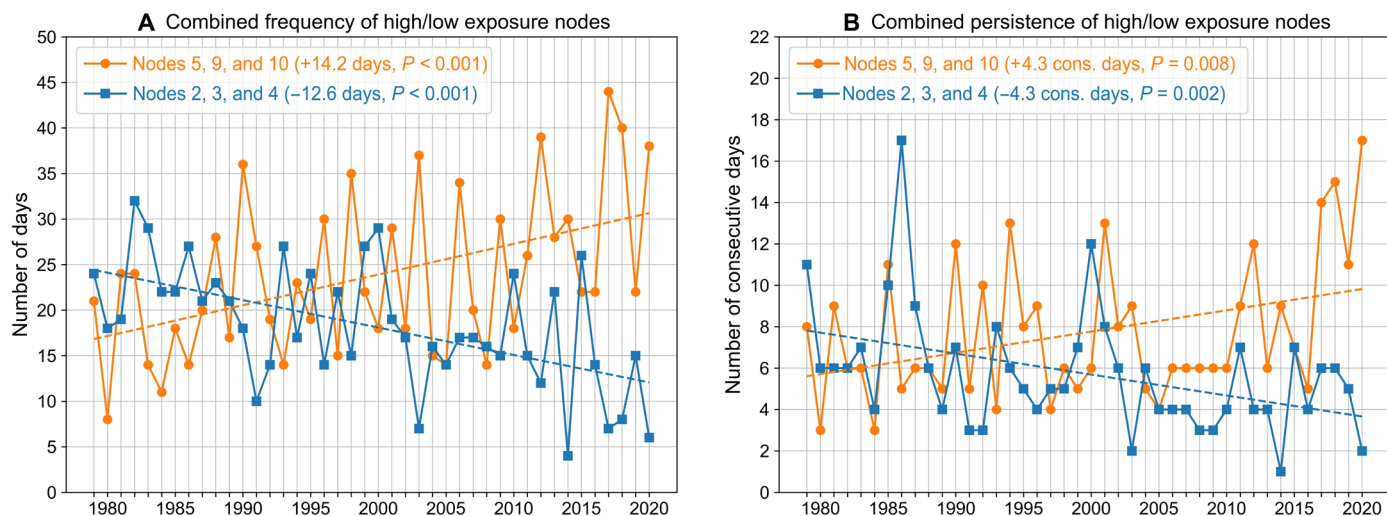 A Combined frequency of high/low exposure nodes
Number of days
50
45
40
35
30
25
20
15
10
5
0
Nodes 5, 9, and 10 (+14.2 days, P < 0.001)
Nodes 2, 3, and 4 (−12.6 days, P < 0.001)
1980 1985 1990 1995 2000 2005 2010 2015 2020
B Combined persistence of high/low exposure nodes
Number of consecutive days
22
20
18
16
14
12
10
8
6
4
2
0
Nodes 5, 9, and 10 (+4.3 cons. days, P = 0.008)
Nodes 2, 3, and 4 (−4.3 cons. days, P = 0.002)
1980 1985 1990 1995 2000 2005 2010 2015 2020